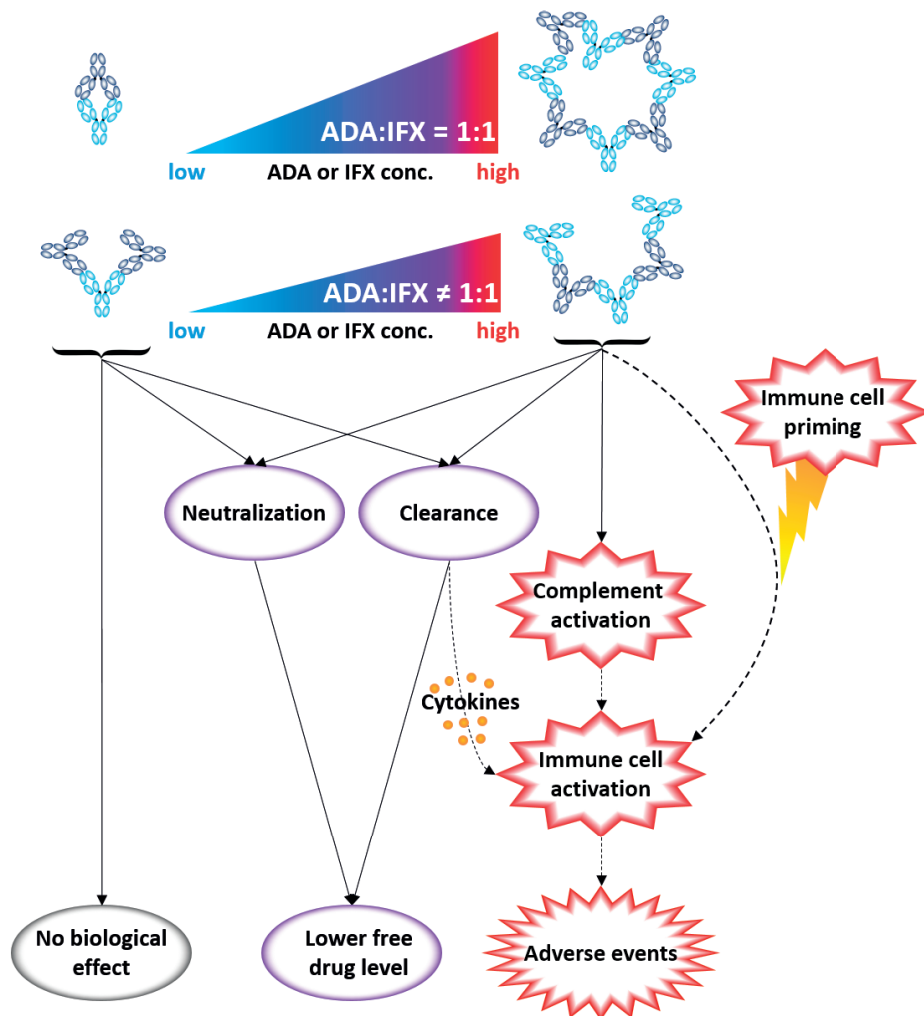 ADA:IFX = 1:1
low ADA or IFX conc. high
ADA:IFX ≠ 1:1
low ADA or IFX conc. high
Immune cell
priming
Neutralization
Clearance
Complement
activation
Cytokines
Immune cell
activation
No biological
effect
Lower free
drug level
Adverse events